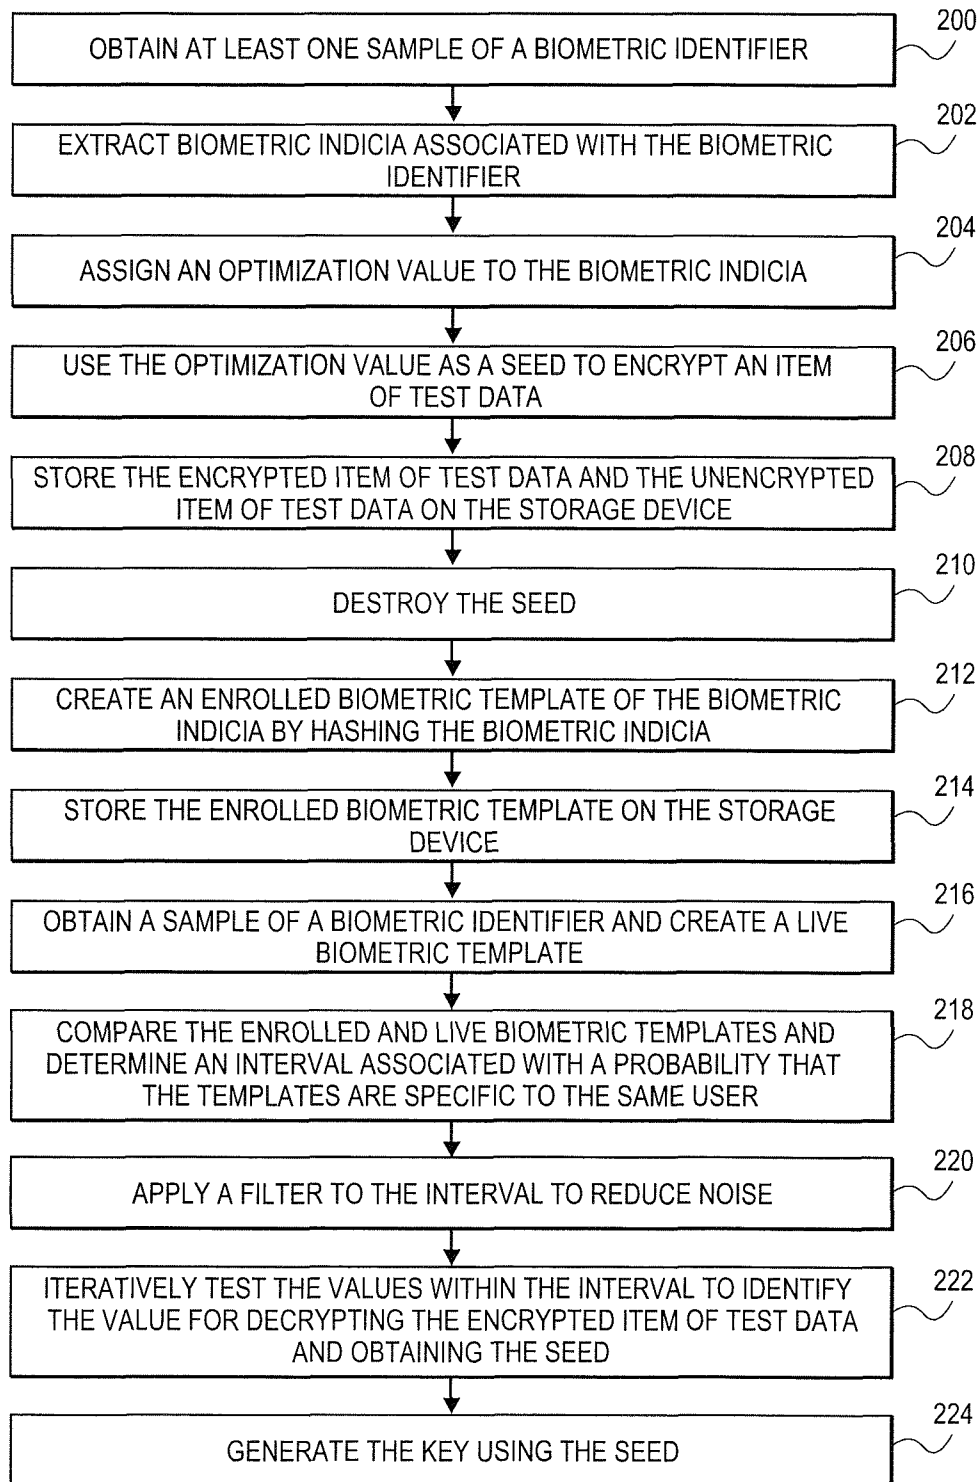 200
OBTAIN AT LEAST ONE SAMPLE OF A BIOMETRIC IDENTIFIER
202
EXTRACT BIOMETRIC INDICIA ASSOCIATED WITH THE BIOMETRIC
IDENTIFIER
204
ASSIGN AN OPTIMIZATION VALUE TO THE BIOMETRIC INDICIA
206
USE THE OPTIMIZATION VALUE AS A SEED TO ENCRYPT AN ITEM
OF TEST DATA
208
STORE THE ENCRYPTED ITEM OF TEST DATA AND THE UNENCRYPTED
ITEM OF TEST DATA ON THE STORAGE DEVICE
210
DESTROY THE SEED
212
CREATE AN ENROLLED BIOMETRIC TEMPLATE OF THE BIOMETRIC
INDICIA BY HASHING THE BIOMETRIC INDICIA
214
STORE THE ENROLLED BIOMETRIC TEMPLATE ON THE STORAGE
DEVICE
216
OBTAIN A SAMPLE OF A BIOMETRIC IDENTIFIER AND CREATE A LIVE
BIOMETRIC TEMPLATE
218
COMPARE THE ENROLLED AND LIVE BIOMETRIC TEMPLATES AND
DETERMINE AN INTERVAL ASSOCIATED WITH A PROBABILITY THAT
THE TEMPLATES ARE SPECIFIC TO THE SAME USER
220
APPLY A FILTER TO THE INTERVAL TO REDUCE NOISE
222
ITERATIVELY TEST THE VALUES WITHIN THE INTERVAL TO IDENTIFY
THE VALUE FOR DECRYPTING THE ENCRYPTED ITEM OF TEST DATA
AND OBTAINING THE SEED
224
GENERATE THE KEY USING THE SEED